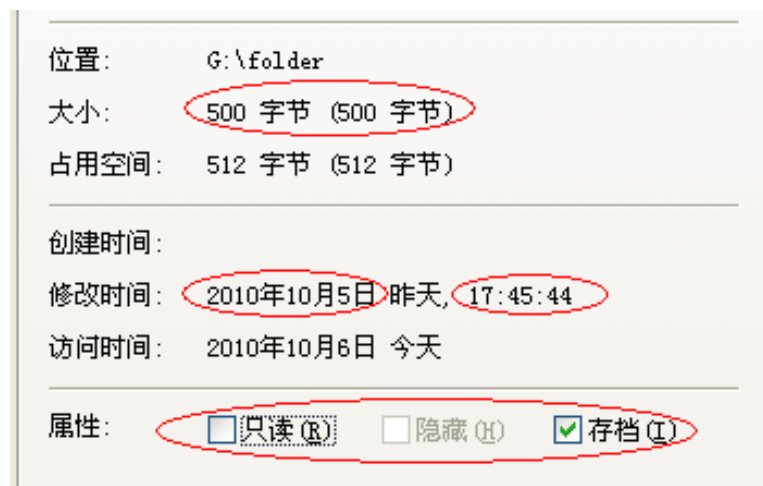 位置: G:\folder
大小: 500 字节 (500 字节)
占用空间: 512 字节 (512 字节)
创建时间:
修改时间: 2010年10月5日 昨天, 17:45:44
访问时间: 2010年10月6日 今天
属性: 只读(R) 隐藏(H) 存档(I)